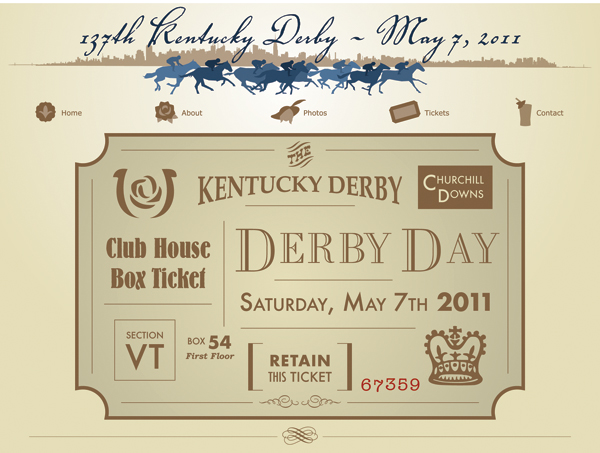 137th Kentucky Derby ~ May 7, 2011
Home About Photos Tickets Contact
THE
KENTUCKY DERBY
CHURCHILL
DOWNS
Club House
Box Ticket
DERBY DAY
SATURDAY, MAY 7TH 2011
SECTION
VT
BOX 54
First Floor
RETAIN
THIS TICKET
67359